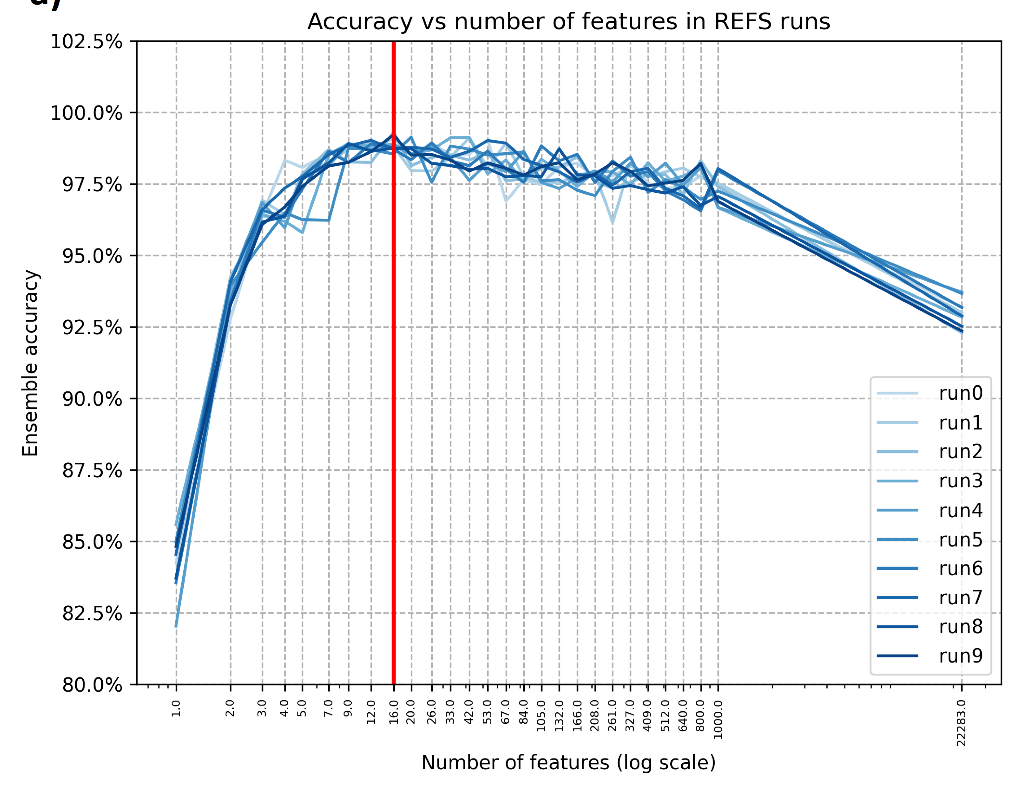 a)
Accuracy vs number of features in REFS runs
102.5%
100.0%
97.5%
95.0%
92.5%
90.0%
87.5%
85.0%
82.5%
80.0%
Ensemble accuracy
run0
run1
run2
run3
run4
run5
run6
run7
run8
run9
1.0 2.0 3.0 4.0 5.0 7.0 9.0 12.0 16.0 20.0 26.0 33.0 42.0 53.0 67.0 84.0 105.0 132.0 166.0 208.0 261.0 327.0 409.0 512.0 640.0 800.0 1000.0 22283.0
Number of features (log scale)